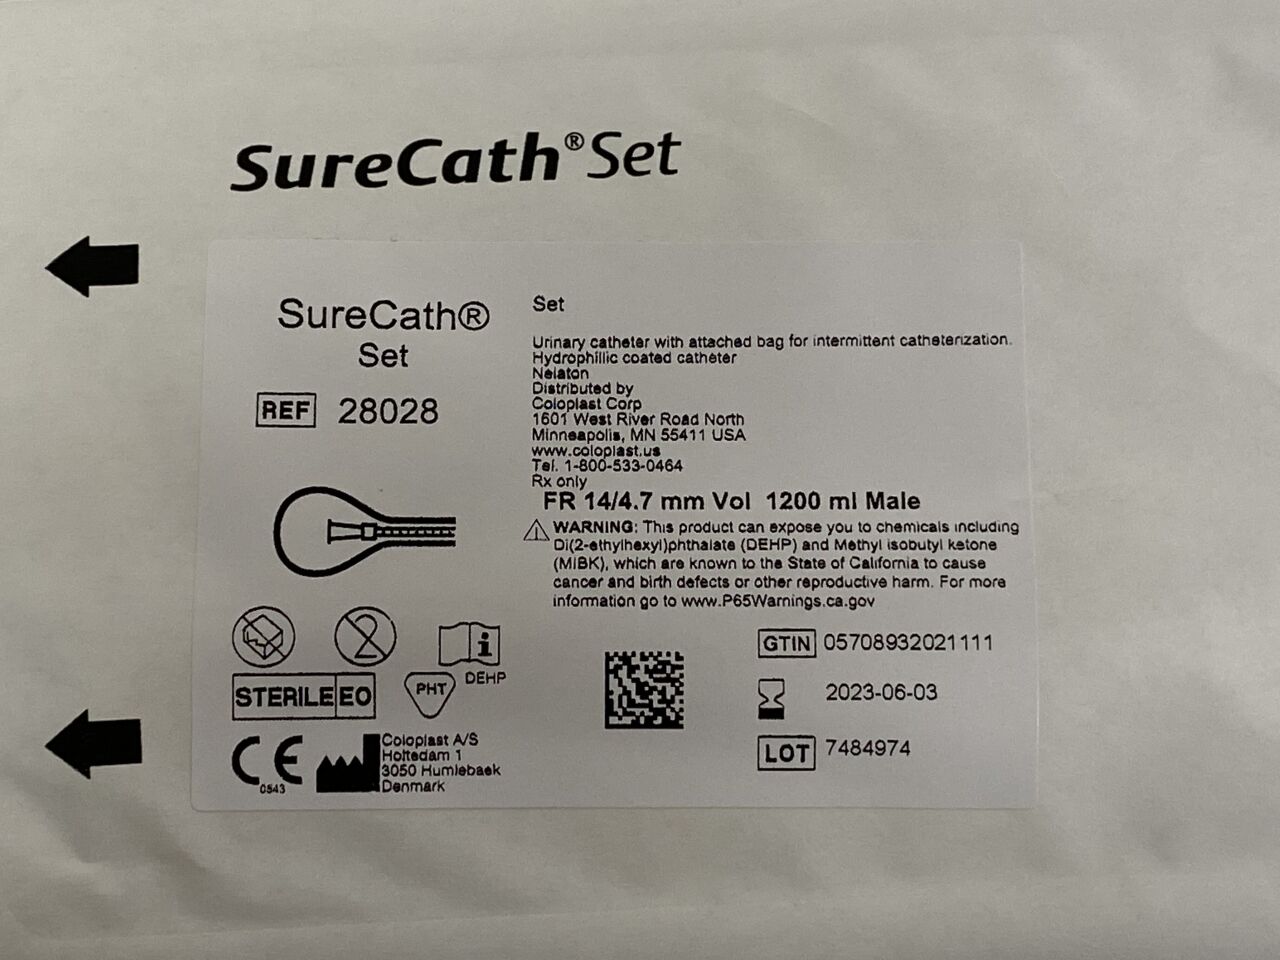 SureCath® Set
SureCath®
Set
REF 28028
Set
Urinary catheter with attached bag for intermittent catheterization.
Hydrophillic coated catheter
Nelaton
Distributed by
Coloplast Corp
1601 West River Road North
Minneapolis, MN 55411 USA
www.coloplast.us
Tel. 1-800-533-0464
Rx only
FR 14/4.7 mm Vol 1200 ml Male
WARNING: This product can expose you to chemicals including
Di(2-ethylhexyl)phthalate (DEHP) and Methyl isobutyl ketone
(MIBK), which are known to the State of California to cause
cancer and birth defects or other reproductive harm. For more
information go to www.P65Warnings.ca.gov
2
i
STERILE EO
PHT
DEHP
CE
0543
Coloplast A/S
Holtedam 1
3050 Humlebaek
Denmark
GTIN 05708932021111
2023-06-03
LOT 7484974